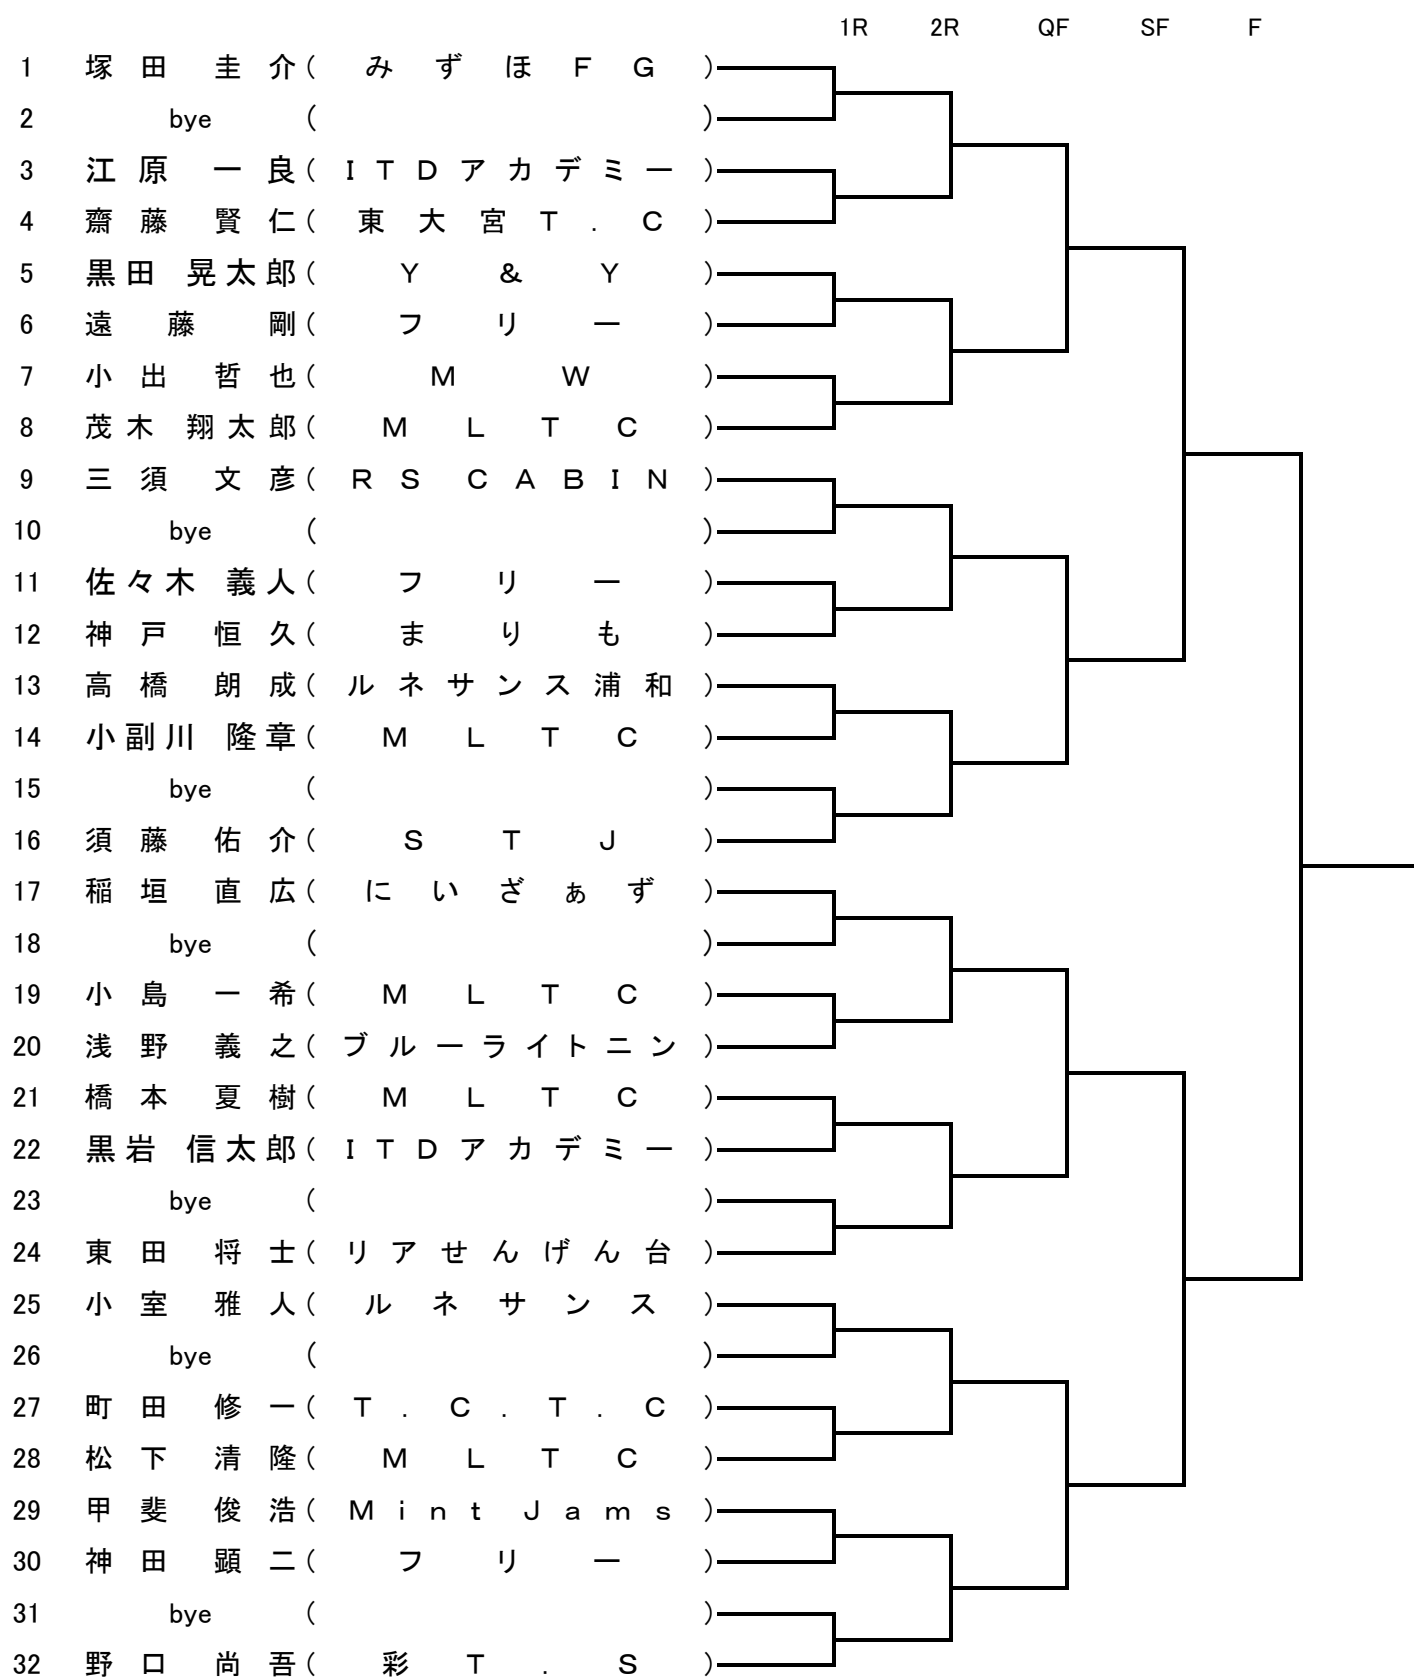 1R 2R QF SF F
1 塚田 圭介(みずほFG)
2 bye ( )
3 江原 一良(ITDアカデミー)
4 齋藤 賢仁(東大宮T.C)
5 黒田 晃太郎(Y&Y)
6 遠藤 剛(フリー)
7 小出 哲也(MW)
8 茂木 翔太郎(MLTC)
9 三須 文彦(RS CABIN)
10 bye ( )
11 佐々木 義人(フリー)
12 神戸 恒久(まりも)
13 高橋 朗成(ルネサンス浦和)
14 小副川 隆章(MLTC)
15 bye ( )
16 須藤 佑介(STJ)
17 稲垣 直広(にいざぁず)
18 bye ( )
19 小島 一希(MLTC)
20 浅野 義之(ブルーライトニン)
21 橋本 夏樹(MLTC)
22 黒岩 信太郎(ITDアカデミー)
23 bye ( )
24 東田 将士(リアせんげん台)
25 小室 雅人(ルネサンス)
26 bye ( )
27 町田 修一(T.C.T.C)
28 松下 清隆(MLTC)
29 甲斐 俊浩(Mint Jams)
30 神田 顕二(フリー)
31 bye ( )
32 野口 尚吾(彩T.S)